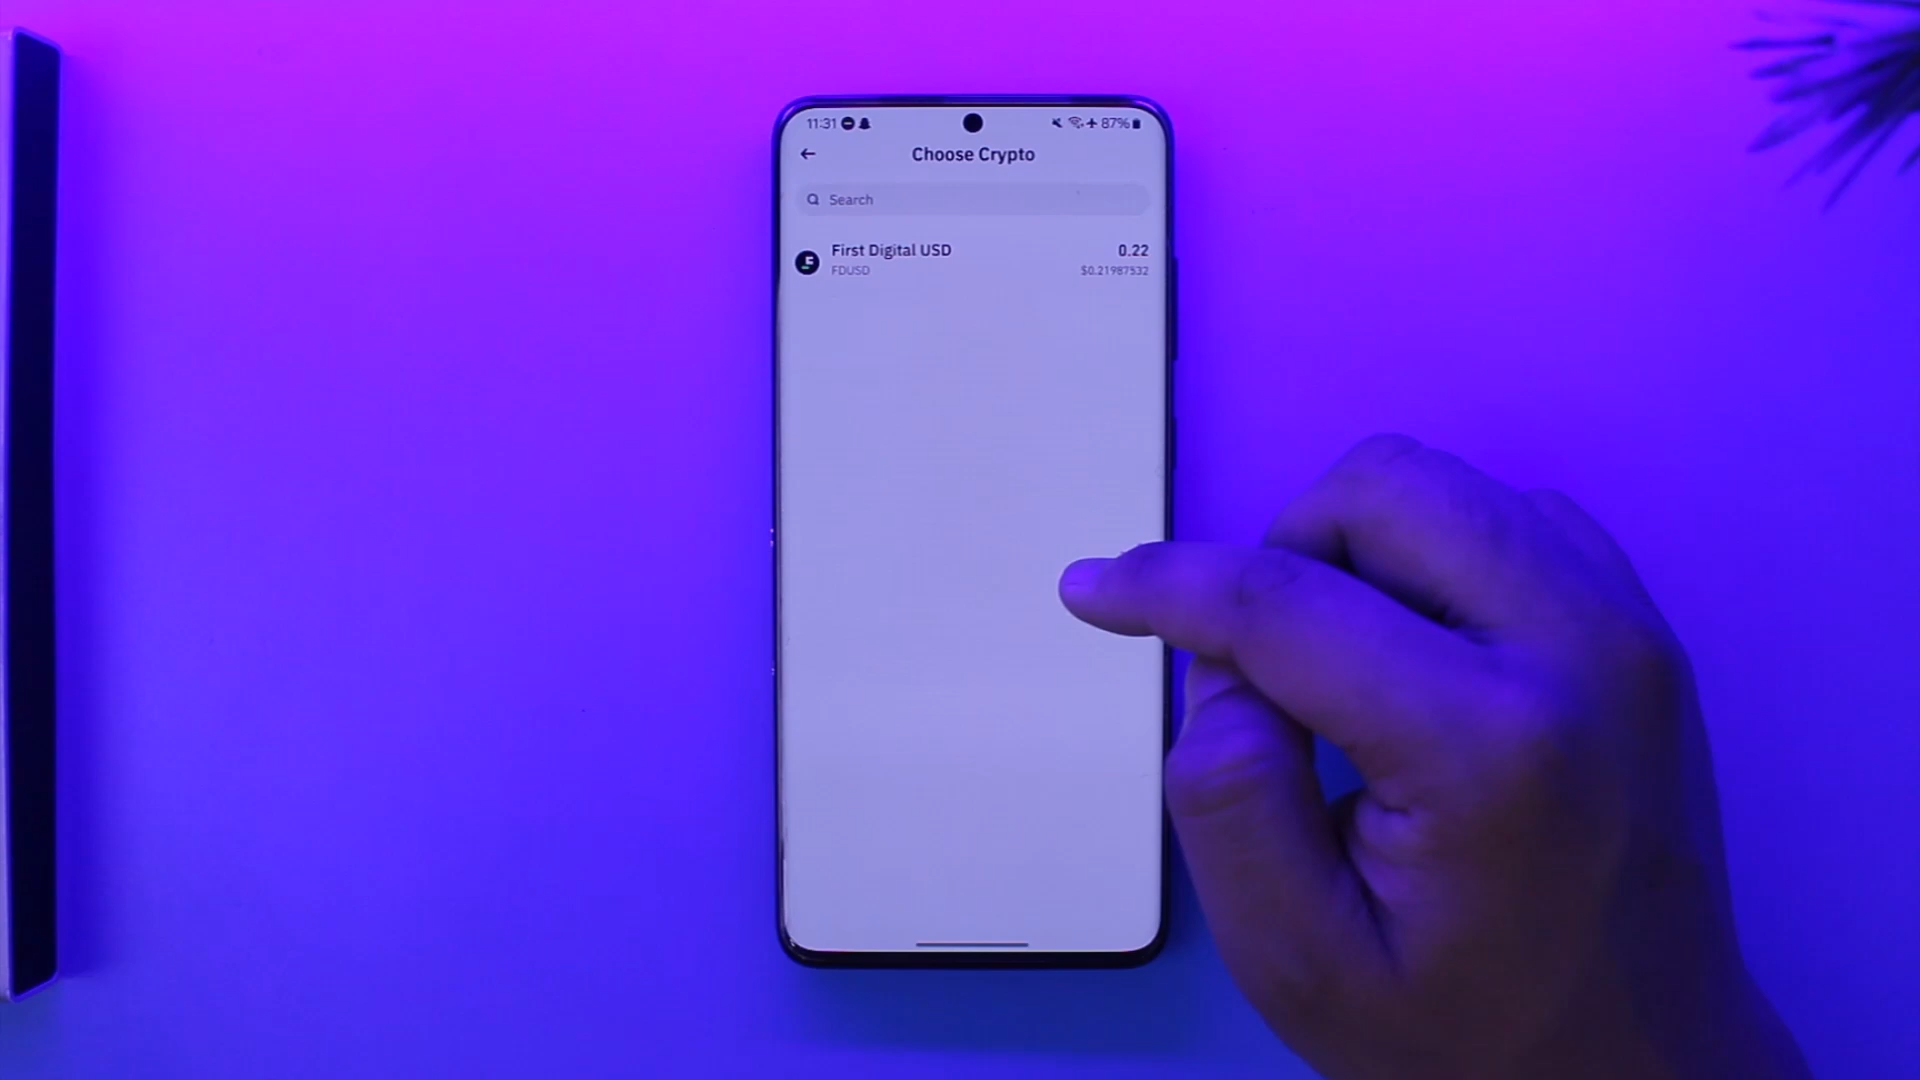 11:31 87%
Choose Crypto
Search
First Digital USD 0.22
FDUSD $0.21987532